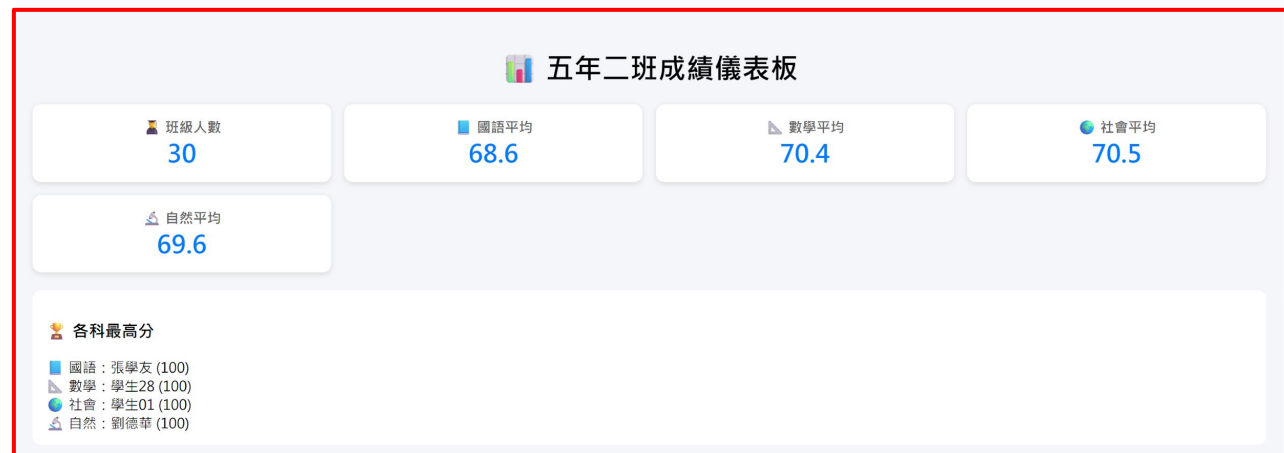 五年二班成績儀表板
班級人數
30
國語平均
68.6
數學平均
70.4
社會平均
70.5
自然平均
69.6
各科最高分
國語：張學友 (100)
數學：學生28 (100)
社會：學生01 (100)
自然：劉德華 (100)